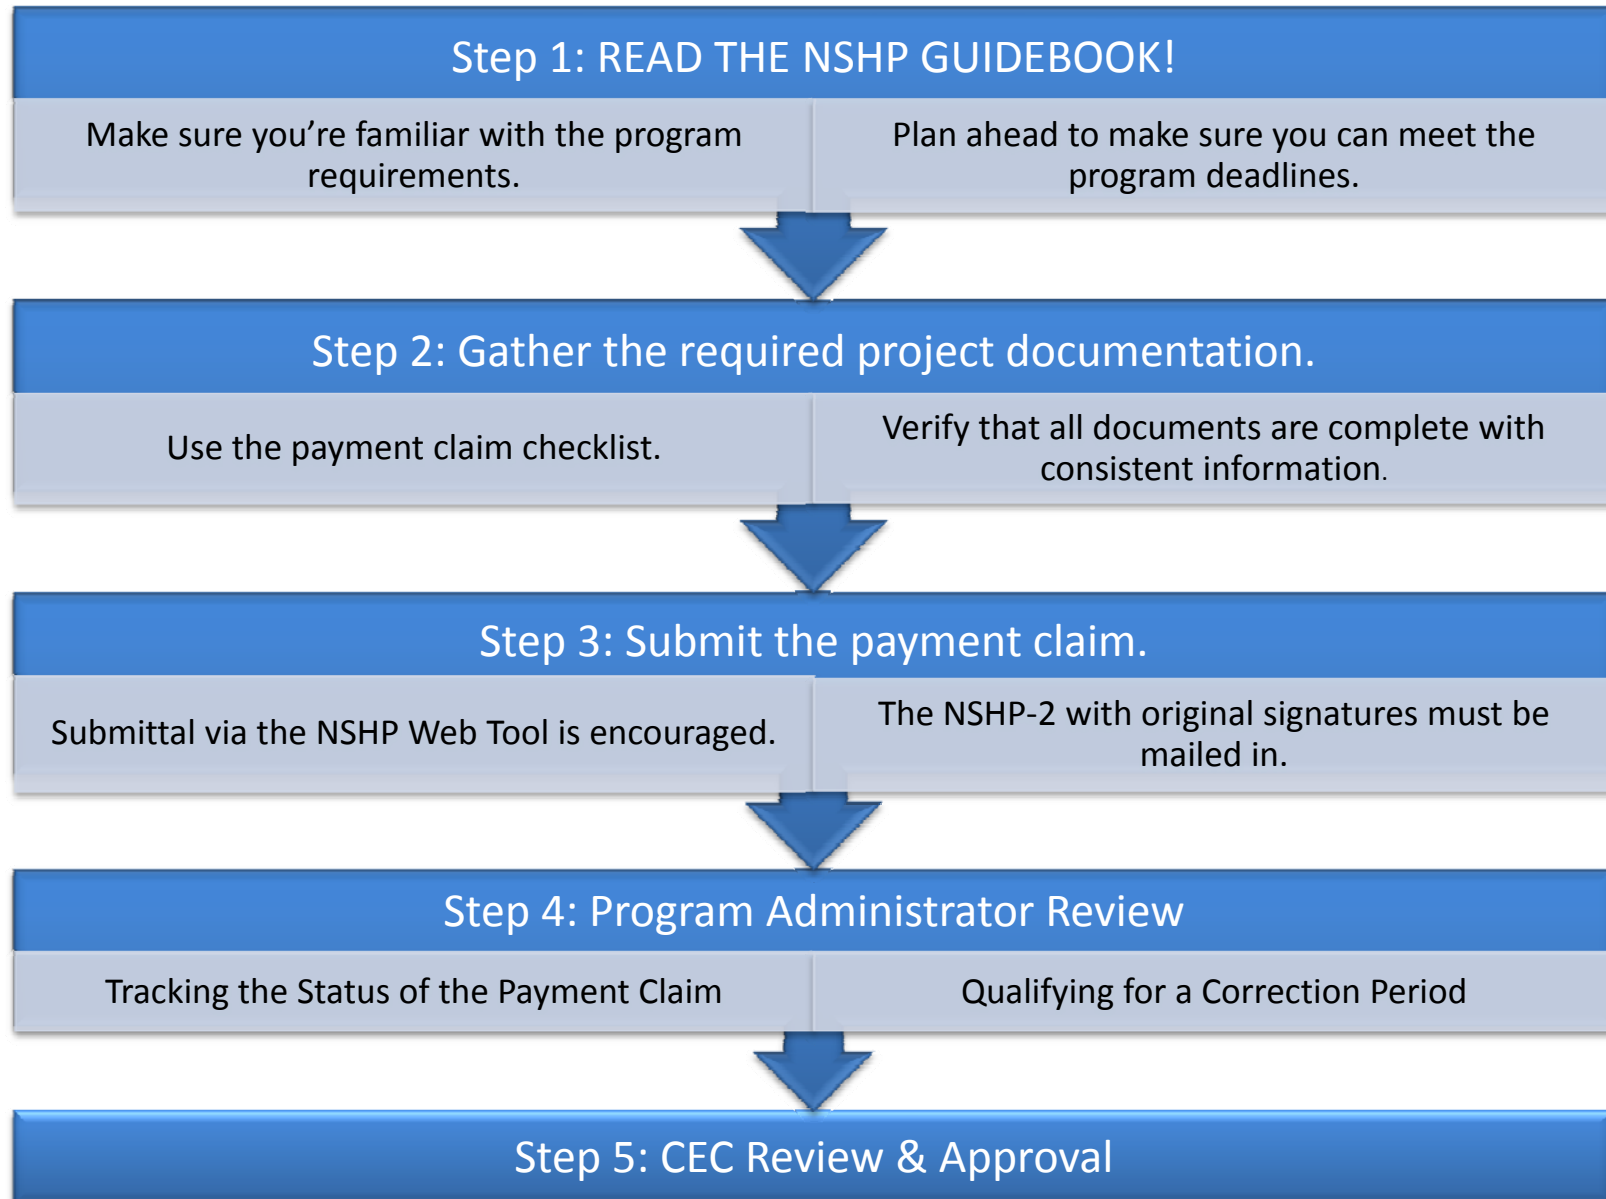 Step 1: READ THE NSHP GUIDEBOOK!
Make sure you’re familiar with the program
requirements.
Plan ahead to make sure you can meet the
program deadlines.
Step 2: Gather the required project documentation.
Use the payment claim checklist.
Verify that all documents are complete with
consistent information.
Step 3: Submit the payment claim.
Submittal via the NSHP Web Tool is encouraged.
The NSHP-2 with original signatures must be
mailed in.
Step 4: Program Administrator Review
Tracking the Status of the Payment Claim
Qualifying for a Correction Period
Step 5: CEC Review & Approval